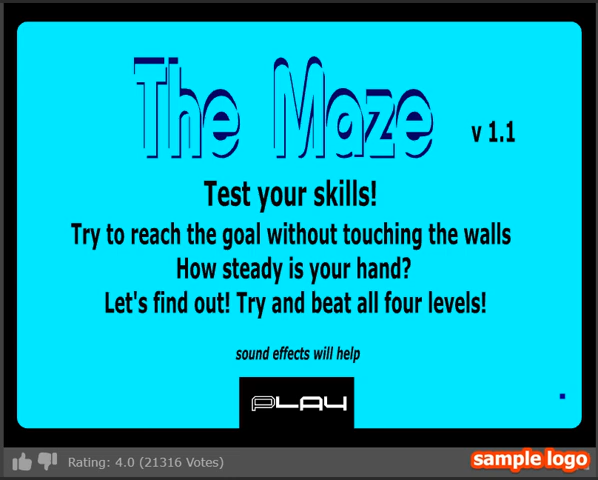 The Maze
v 1.1
Test your skills!
Try to reach the goal without touching the walls
How steady is your hand?
Let's find out! Try and beat all four levels!
sound effects will help
PLAY
Rating: 4.0 (21316 Votes)
sample logo